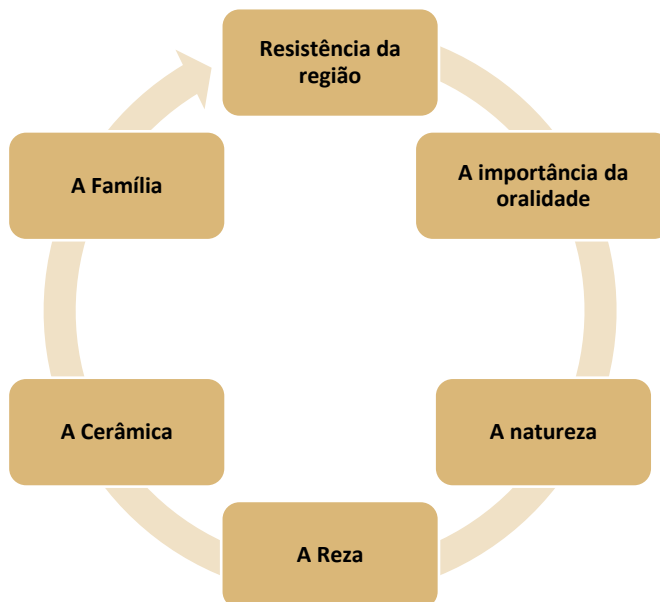 Resistência da
região
A importância da
oralidade
A natureza
A Reza
A Cerâmica
A Família